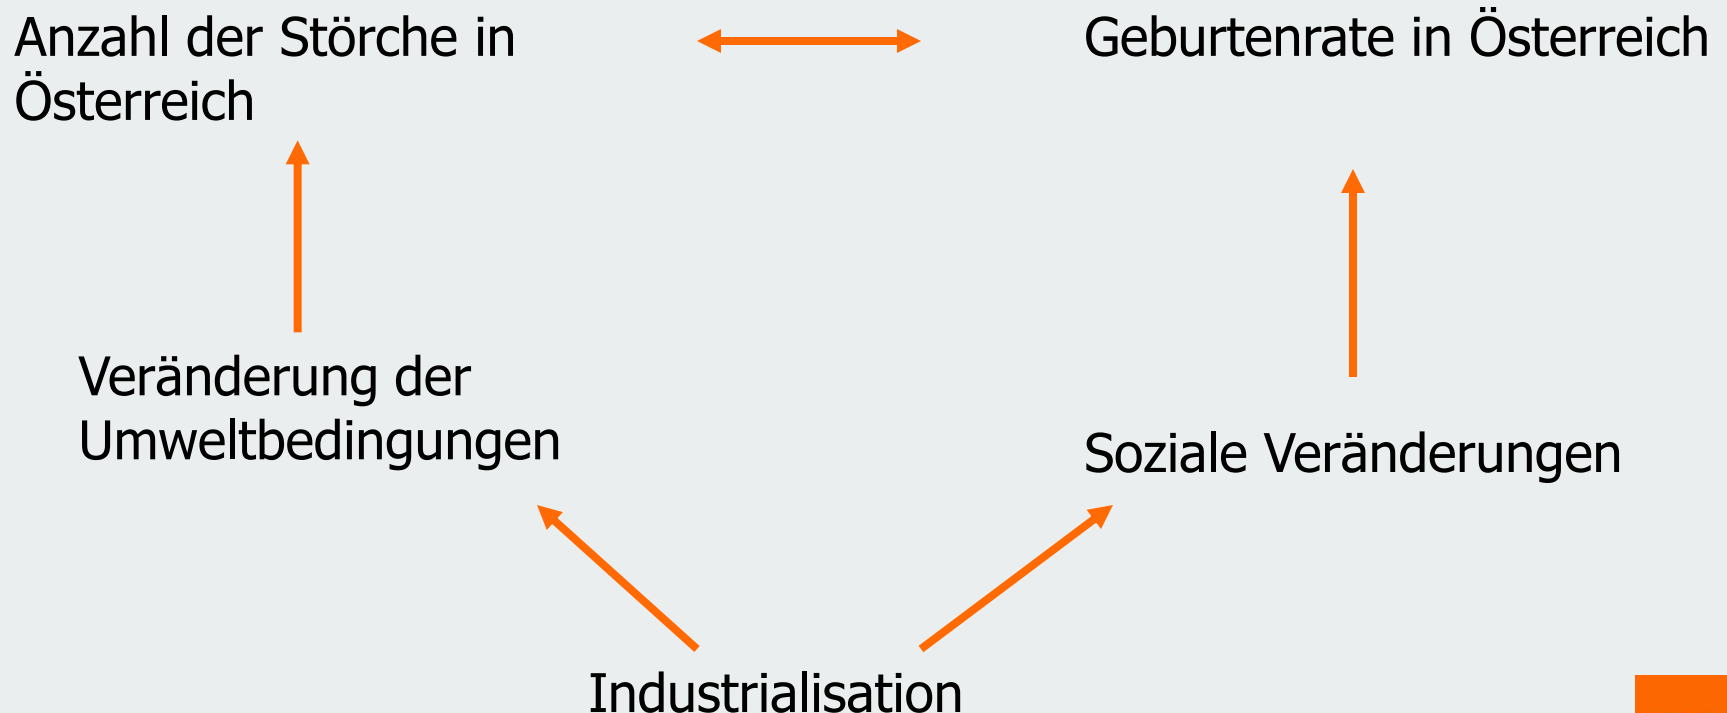 Anzahl der Störche in
Österreich
Geburtenrate in Österreich
Veränderung der
Umweltbedingungen
Soziale Veränderungen
Industrialisation